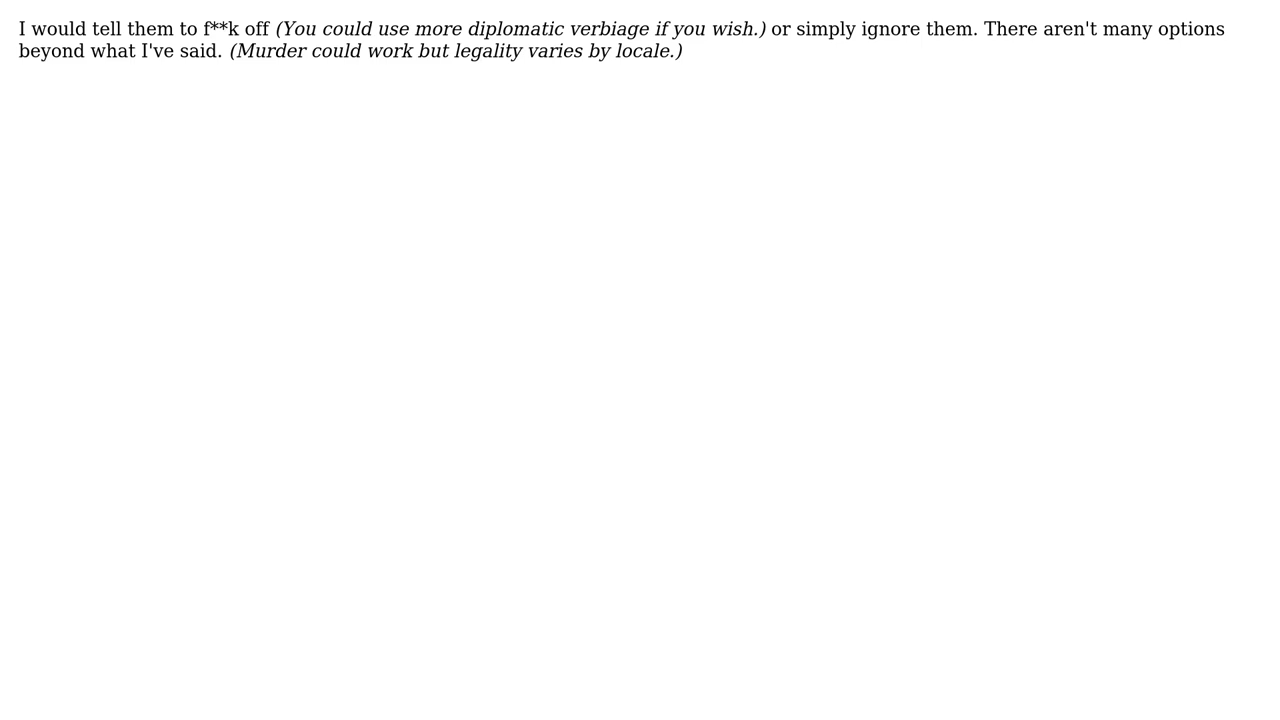 I would tell them to f**k off (You could use more diplomatic verbiage if you wish.) or simply ignore them. There aren't many options
beyond what I've said. (Murder could work but legality varies by locale.)